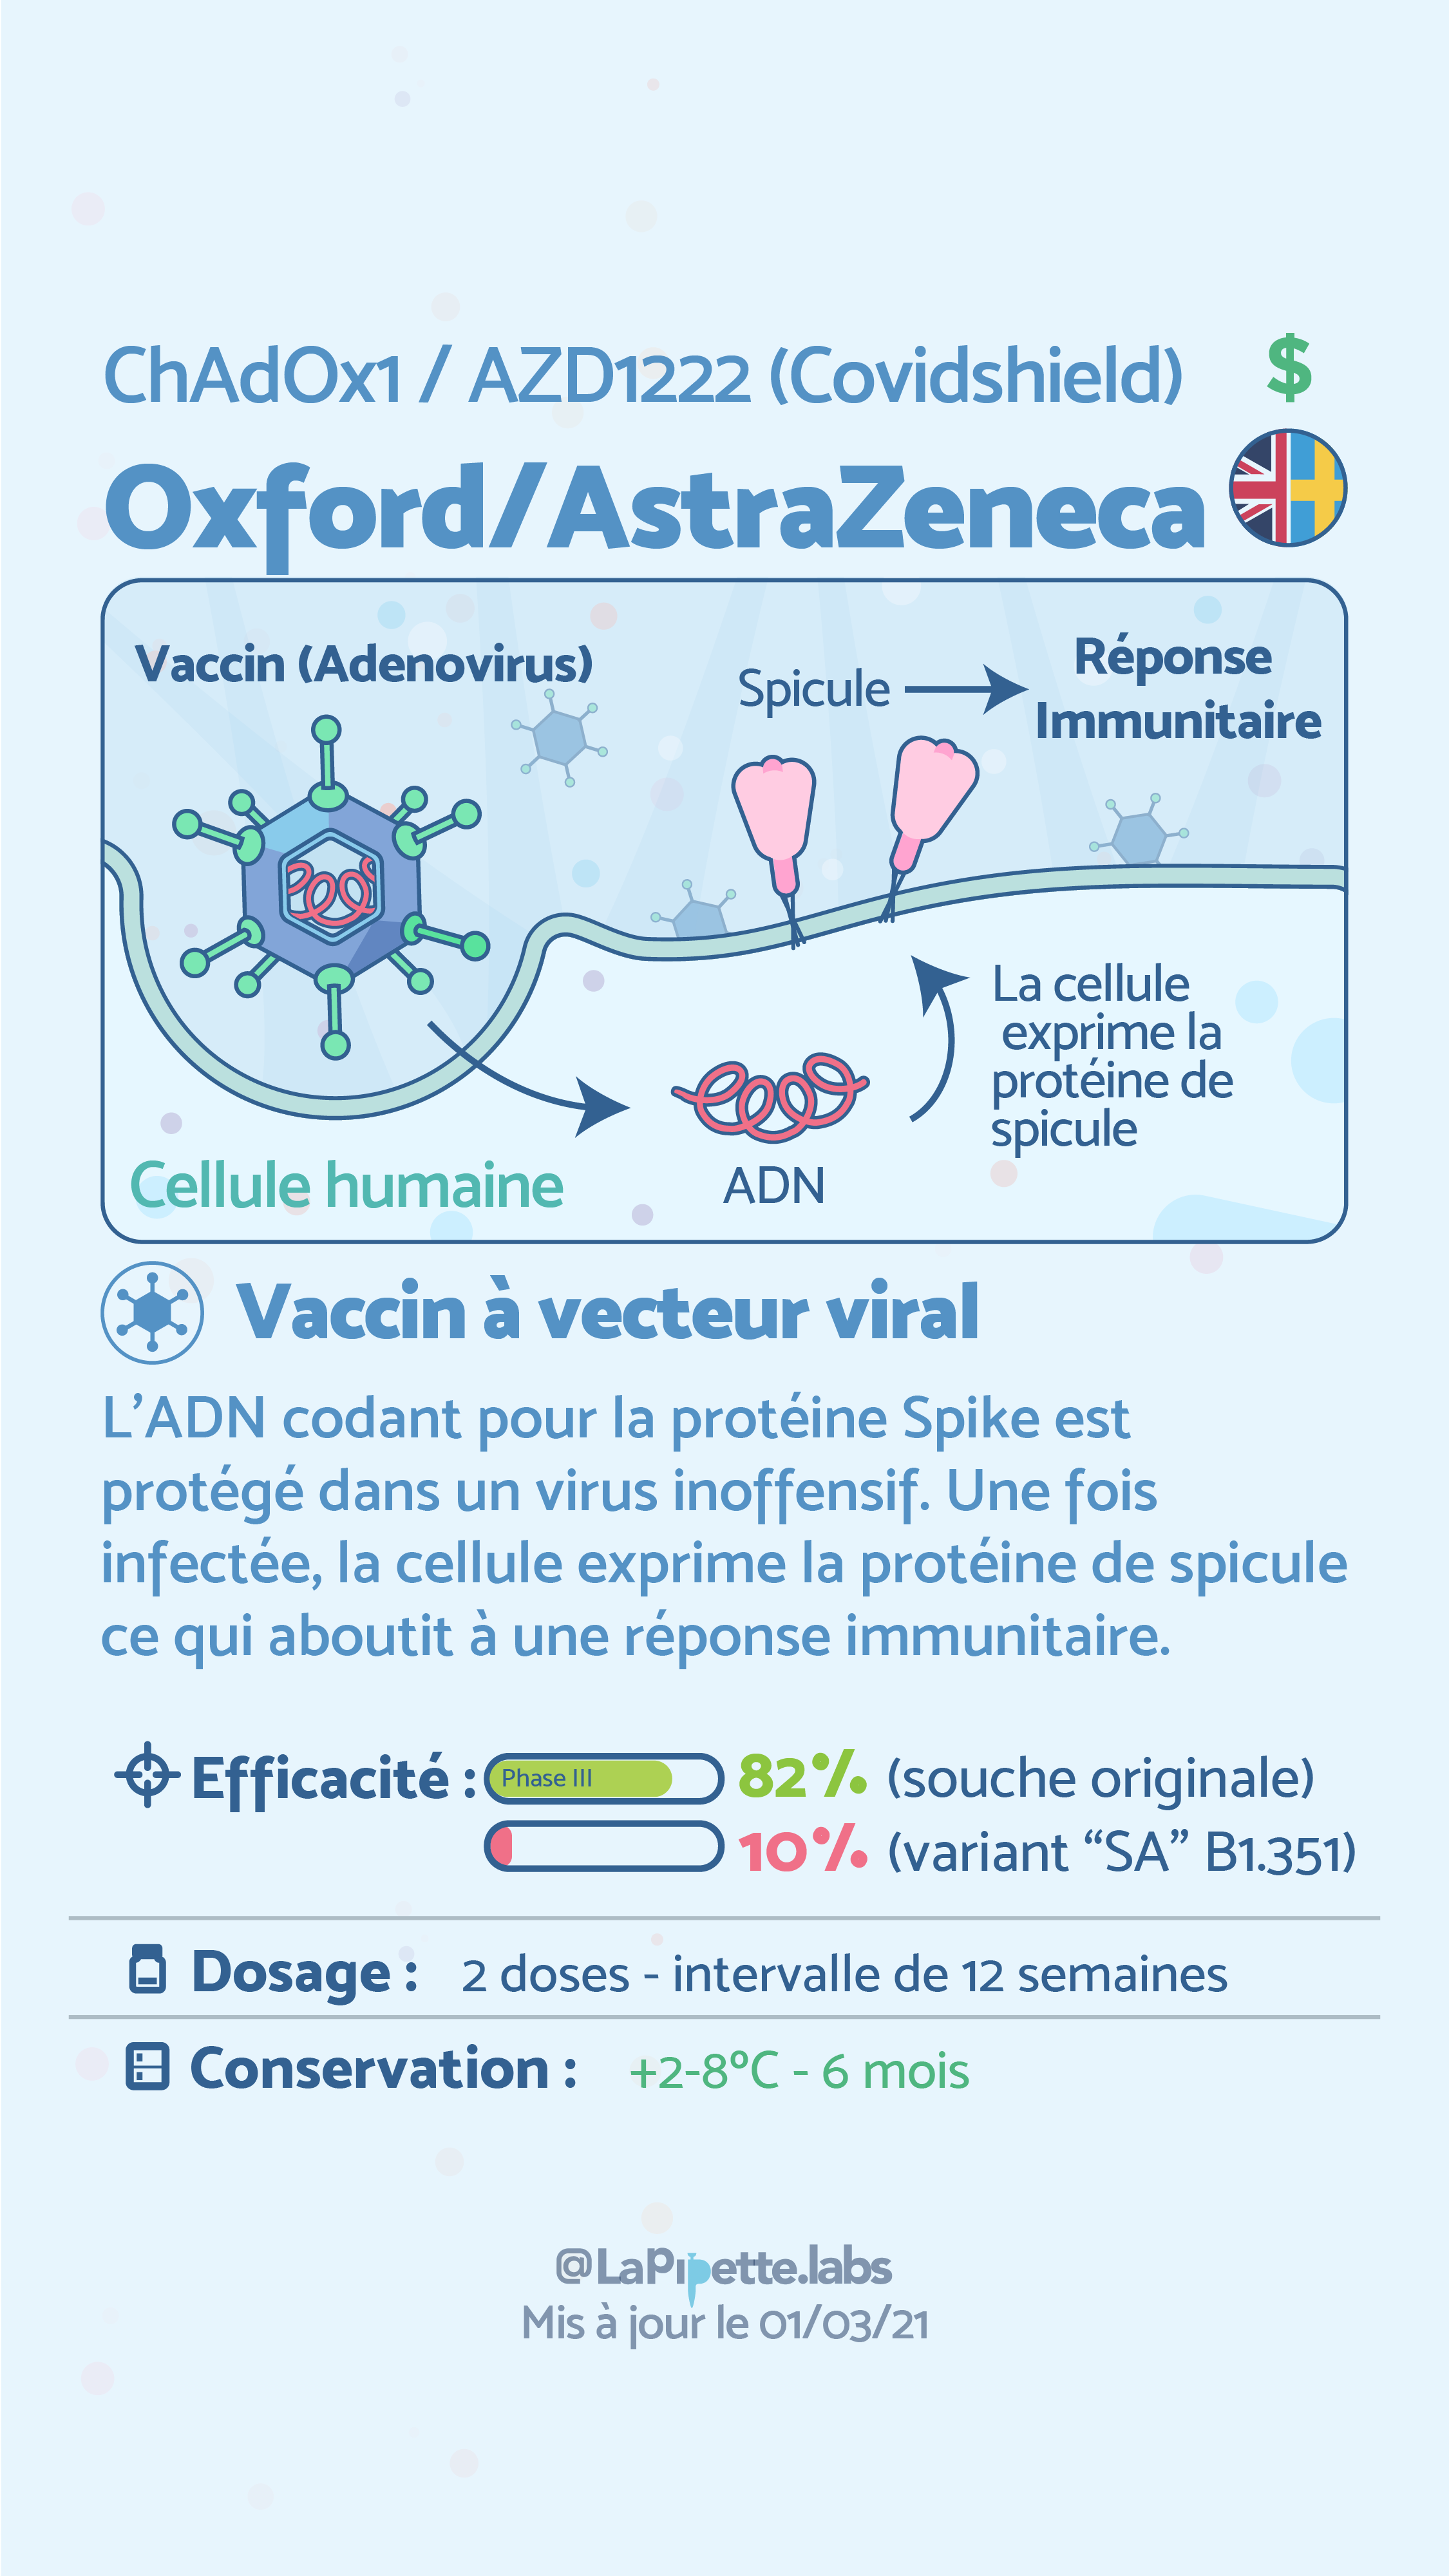 ChAdOx1 / AZD1222 (Covidshield) $
Oxford/AstraZeneca
Vaccin (Adenovirus)
Spicule
Réponse
Immunitaire
La cellule
exprime la
protéine de
spicule
ADN
Cellule humaine
Vaccin à vecteur viral
L'ADN codant pour la protéine Spike est
protégé dans un virus inoffensif. Une fois
infectée, la cellule exprime la protéine de spicule
ce qui aboutit à une réponse immunitaire.
Efficacité : Phase III 82% (souche originale)
10% (variant “SA” B1.351)
Dosage : 2 doses - intervalle de 12 semaines
Conservation : +2-8°C - 6 mois
@LaPipette.labs
Mis à jour le 01/03/21